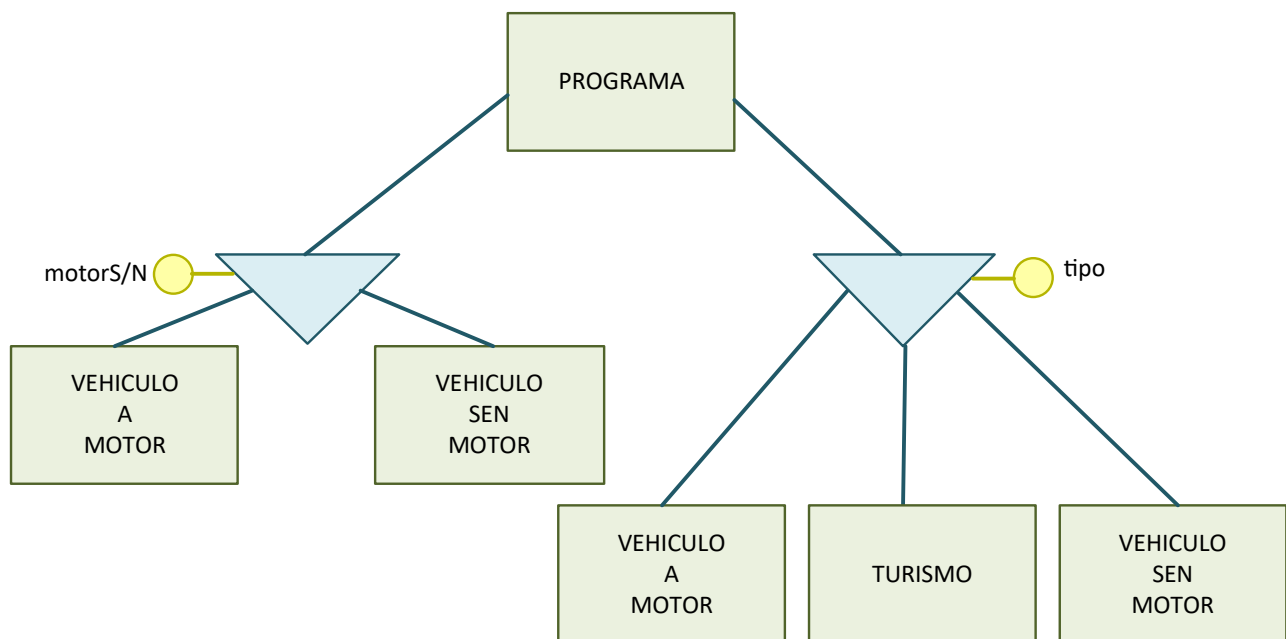 PROGRAMA
motorS/N
tipo
VEHICULO
A
MOTOR
VEHICULO
SEN
MOTOR
VEHICULO
A
MOTOR
TURISMO
VEHICULO
SEN
MOTOR